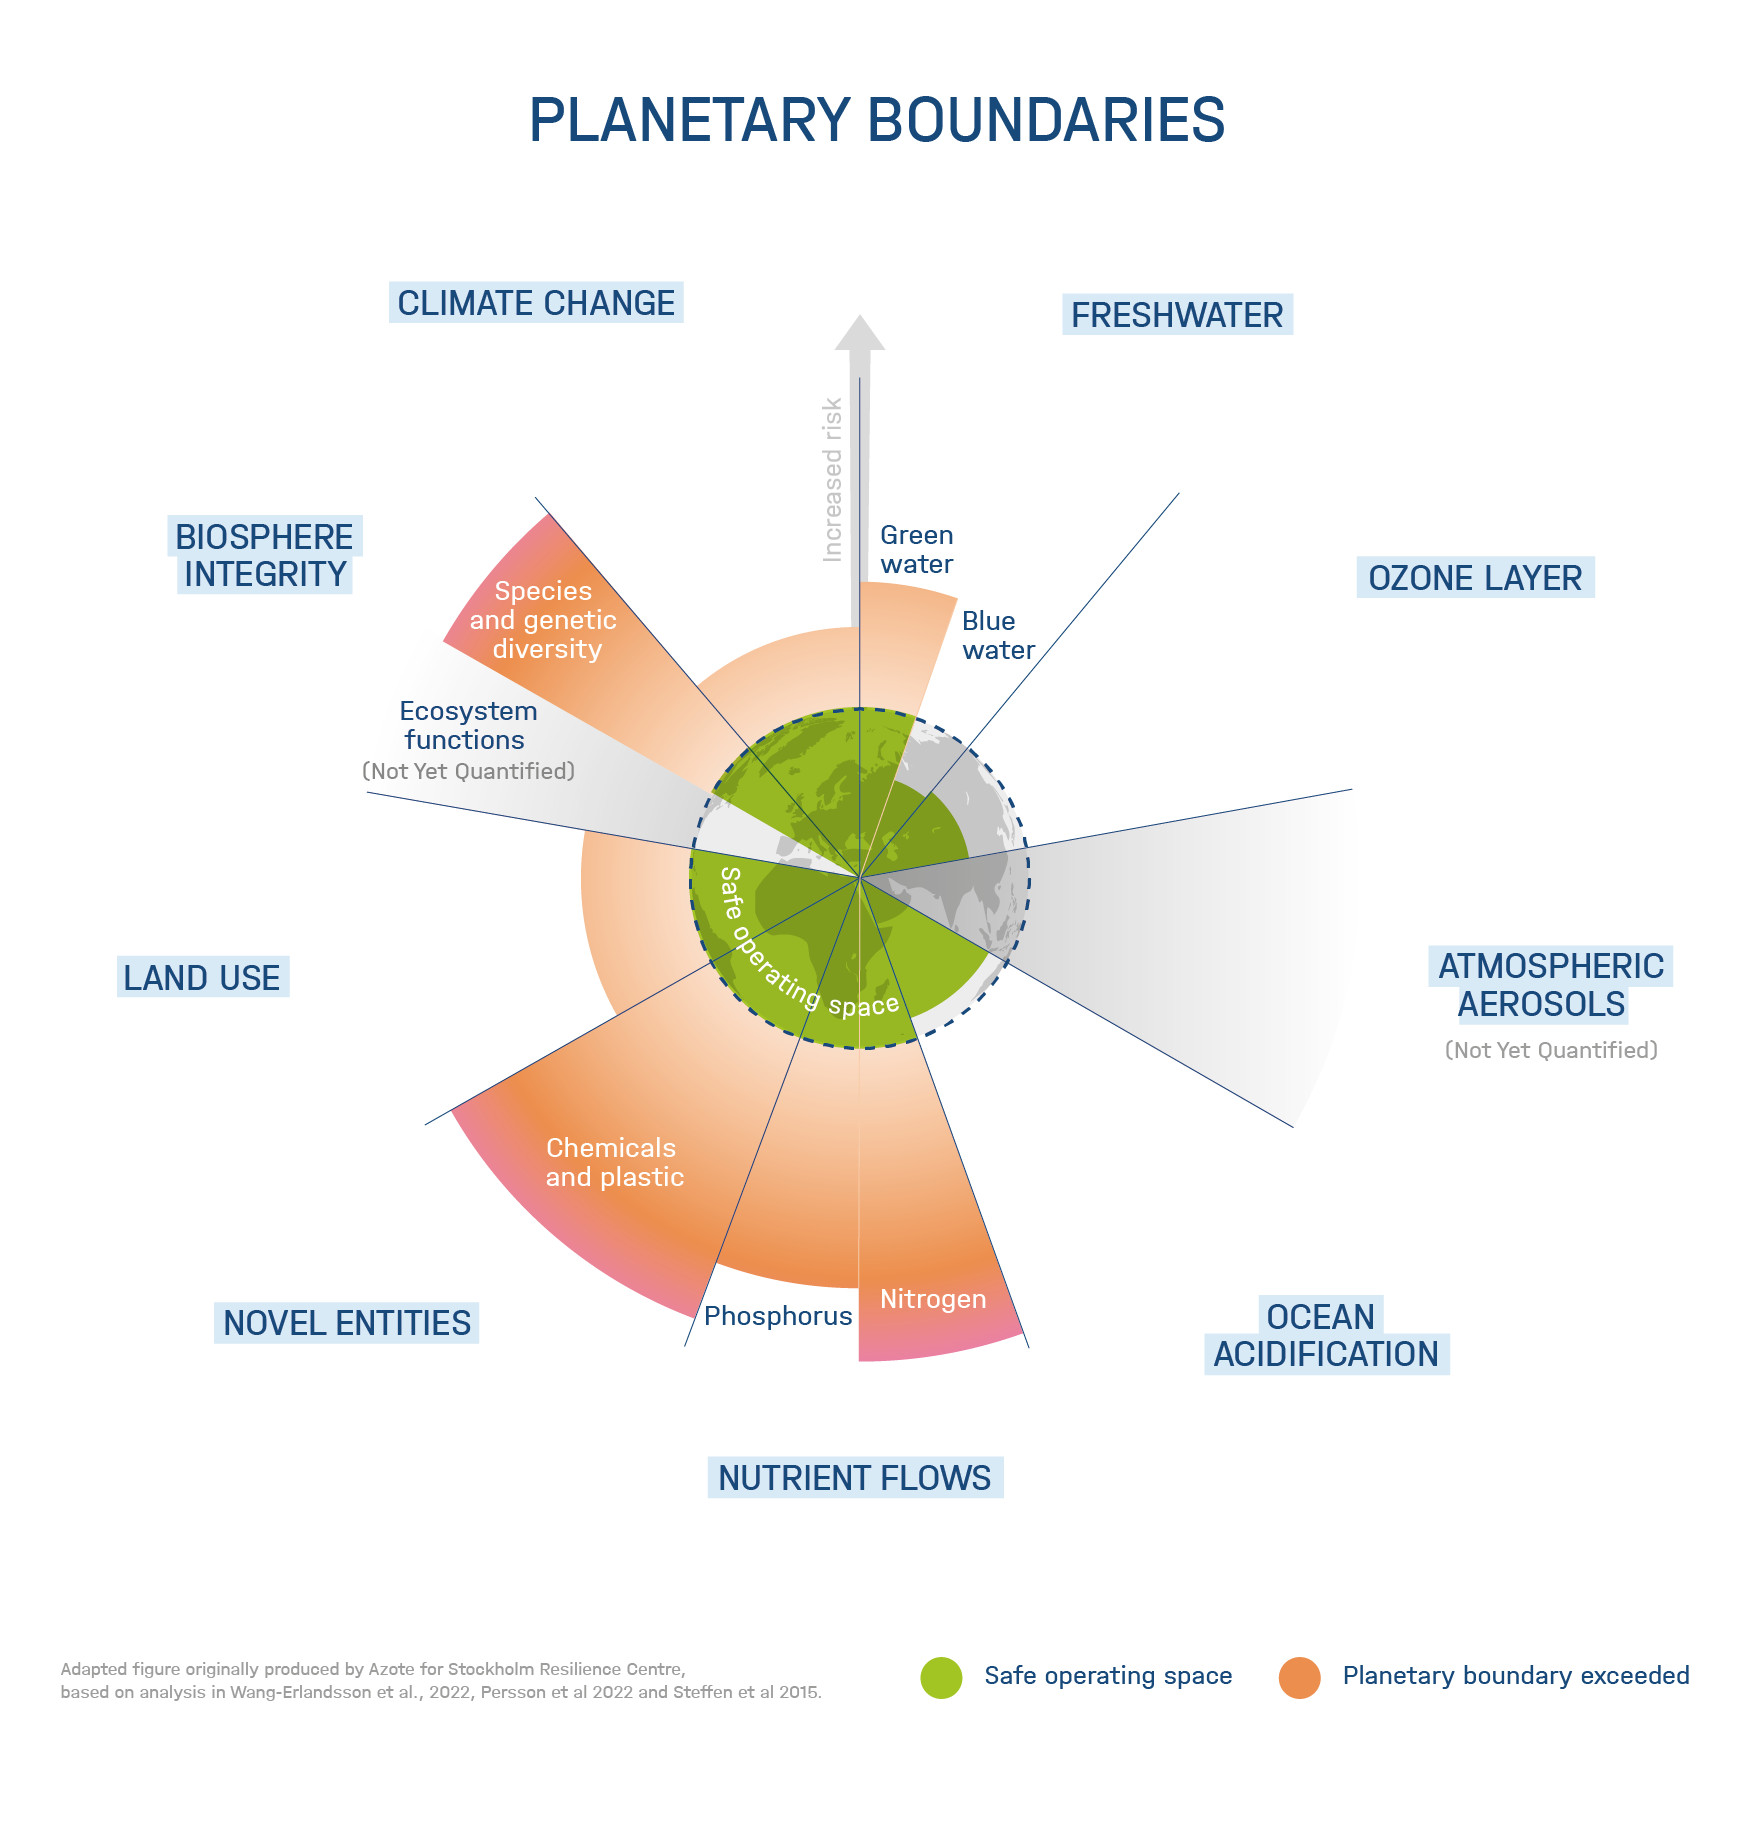 PLANETARY BOUNDARIES
CLIMATE CHANGE
FRESHWATER
Increased risk
Green
water
Blue
water
BIOSPHERE
INTEGRITY
OZONE LAYER
Species
and genetic
diversity
Ecosystem
functions
(Not Yet Quantified)
Safe operating space
LAND USE
ATMOSPHERIC
AEROSOLS
(Not Yet Quantified)
Chemicals
and plastic
Phosphorus
Nitrogen
NOVEL ENTITIES
OCEAN
ACIDIFICATION
NUTRIENT FLOWS
Adapted figure originally produced by Azote for Stockholm Resilience Centre,
based on analysis in Wang-Erlandsson et al., 2022, Persson et al 2022 and Steffen et al 2015.
Safe operating space
Planetary boundary exceeded